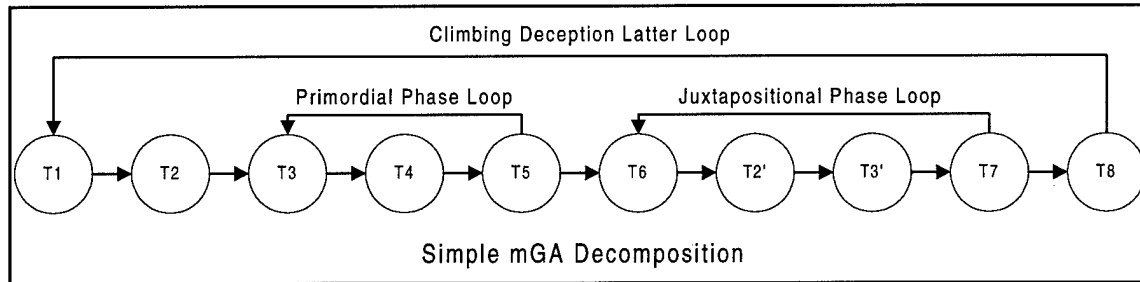 Climbing Deception Latter Loop
Primordial Phase Loop
Juxtapositional Phase Loop
T1 T2 T3 T4 T5 T6 T2' T3' T7 T8
Simple mGA Decomposition